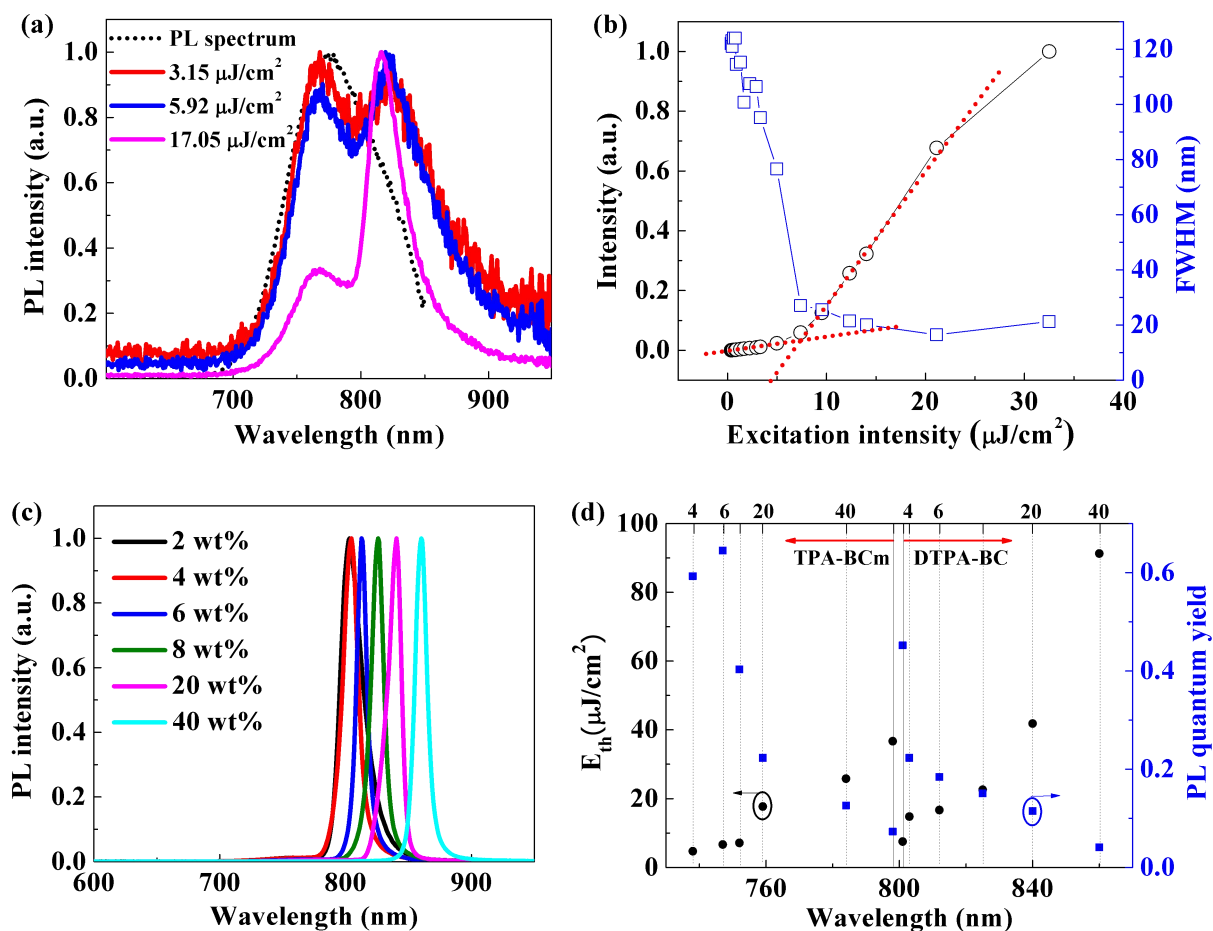 (a)
PL spectrum
3.15 μJ/cm²
5.92 μJ/cm²
17.05 μJ/cm²
1.0
0.8
0.6
0.4
0.2
0.0
700 800 900
PL intensity (a.u.)
Wavelength (nm)
(b)
1.0
0.8
0.6
0.4
0.2
0.0
Intensity (a.u.)
0 10 20 30 40
Excitation intensity (μJ/cm²)
120
100
80
60
40
20
0
FWHM (nm)
(c)
2 wt%
4 wt%
6 wt%
8 wt%
20 wt%
40 wt%
1.0
0.8
0.6
0.4
0.2
0.0
600 700 800 900
PL intensity (a.u.)
Wavelength (nm)
(d)
4 6 20 40 4 6 20 40
TPA-BCm DTPA-BC
100
80
60
40
20
0
Eth(μJ/cm²)
760 800 840
Wavelength (nm)
0.6
0.4
0.2
0.0
PL quantum yield